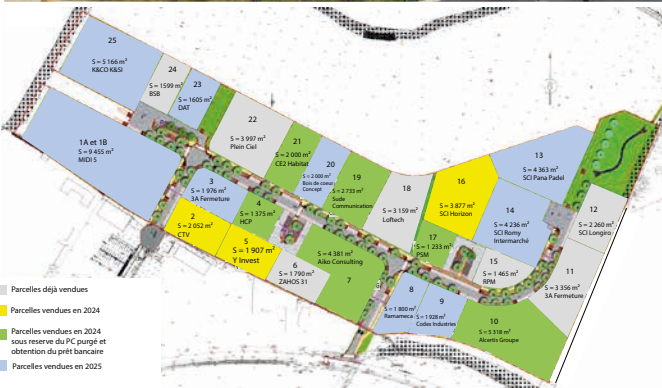 25
S = 5 166 m²
K&CO K&SI
24
S = 1599 m²
BSB
23
S = 1605 m²
DAT
22
S = 3 997 m²
Plein Ciel
21
S = 2 000 m²
CE2 Habitat
20
S = 2 000 m²
Bois de coeur
Concept
19
S = 2 733 m²
Sude
Communication
18
S = 3 159 m²
Loftech
16
S = 3 877 m²
SCI Horizon
13
S = 4 363 m²
SCI Pana Padel
14
S = 4 236 m²
SCI Romy
Intermarché
12
S = 2 260 m²
SCI Longiro
1A et 1B
S = 9 455 m²
MIDI 5
3
S = 1 976 m²
3A Fermeture
4
S = 1 375 m²
HCP
2
S = 2 052 m²
CTV
5
S = 1 907 m²
Y Invest
6
S = 1 790 m²
ZAHOS 31
S = 4 381 m²
Aiko Consulting
7
17
S = 1 233 m²
PSM
15
S = 1 465 m²
RPM
11
S = 3 356 m²
3A Fermeture
8
S = 1 800 m²
Ramameca
9
S = 1 928 m²
Codex Industries
10
S = 5 318 m²
Alcertis Groupe
Parcelles déjà vendues
Parcelles vendues en 2024
Parcelles vendues en 2024
sous reserve du PC purgé et
obtention du prêt bancaire
Parcelles vendues en 2025